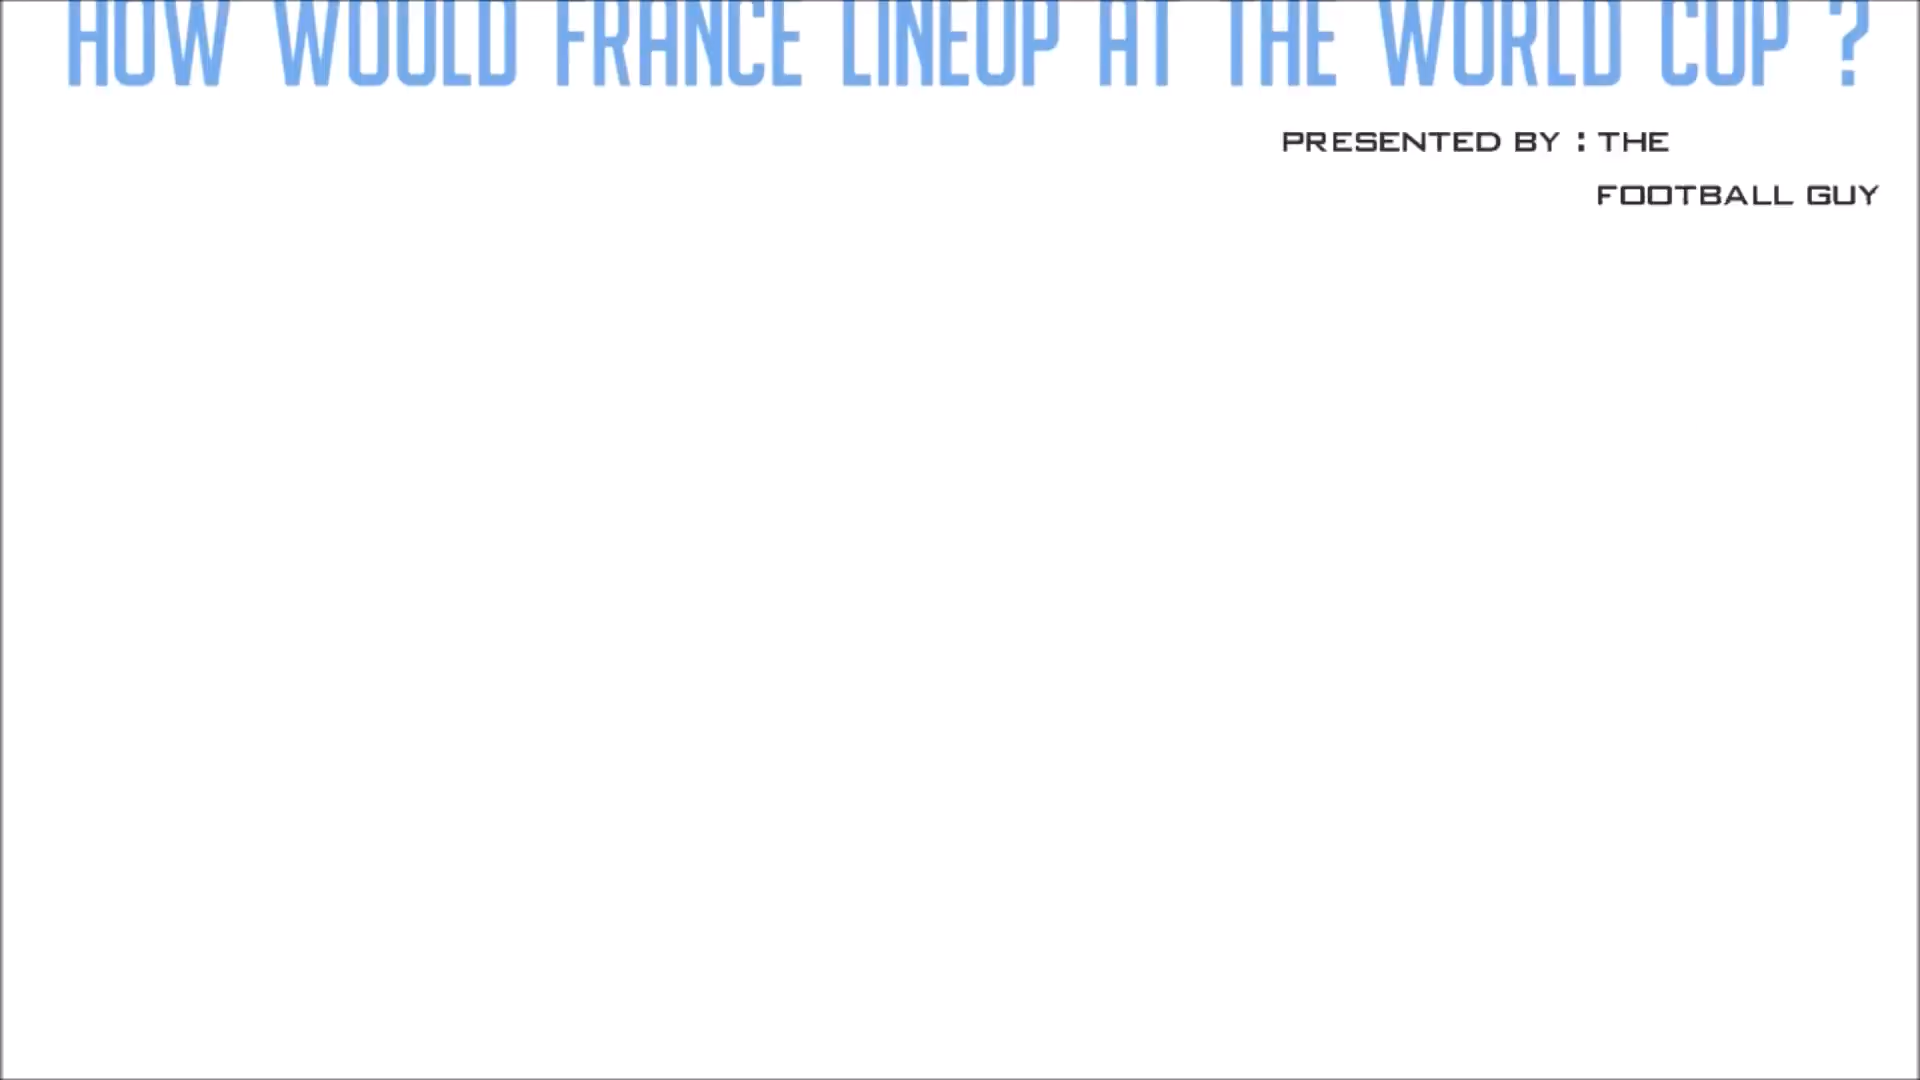 HOW WOULD FRANCE LINEUP AT THE WORLD CUP ?
PRESENTED BY : THE
FOOTBALL GUY